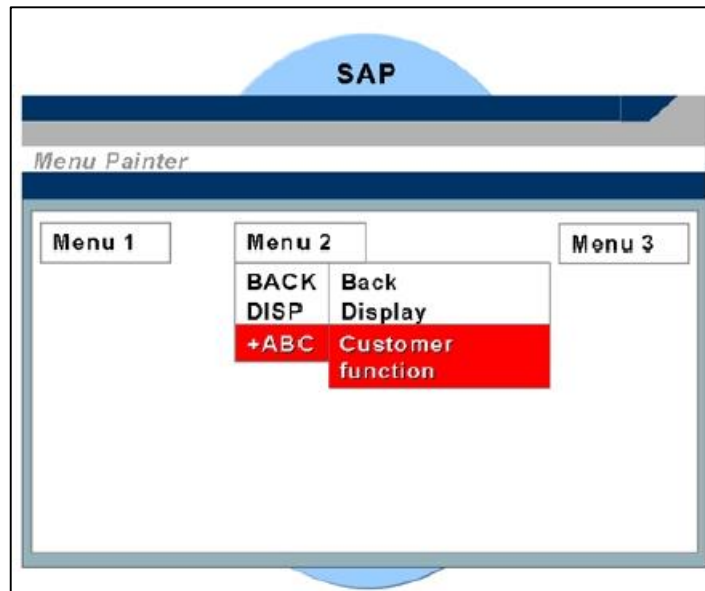 SAP
Menu Painter
Menu 1 Menu 2 Menu 3
BACK Back
DISP Display
+ABC Customer
function